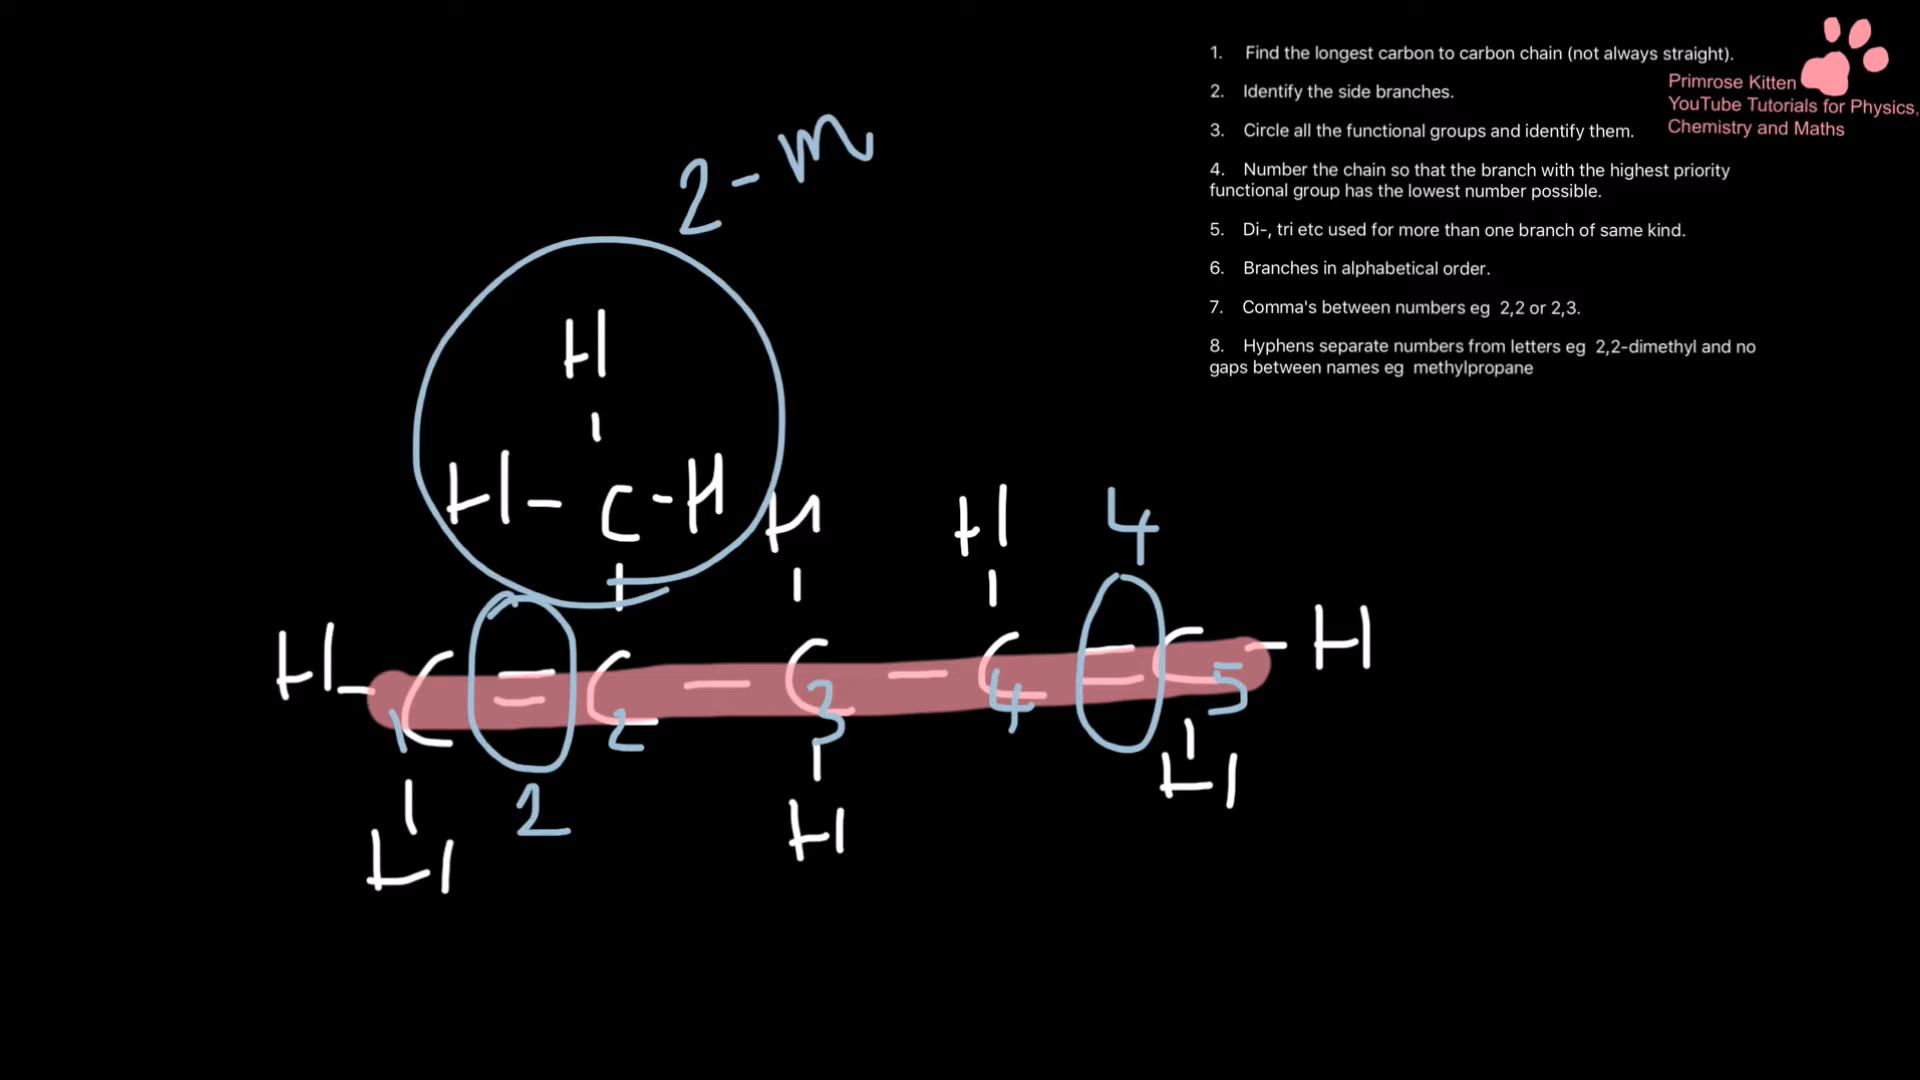 1. Find the longest carbon to carbon chain (not always straight).
2. Identify the side branches.
3. Circle all the functional groups and identify them.
4. Number the chain so that the branch with the highest priority
functional group has the lowest number possible.
5. Di-, tri etc used for more than one branch of same kind.
6. Branches in alphabetical order.
7. Comma's between numbers eg 2,2 or 2,3.
8. Hyphens separate numbers from letters eg 2,2-dimethyl and no
gaps between names eg methylpropane
Primrose Kitten
YouTube Tutorials for Physics,
Chemistry and Maths
2-m
H
H-C-H H H 4
H-C=C-C-C=C-H
1 2 3 4 5
H 2 H H